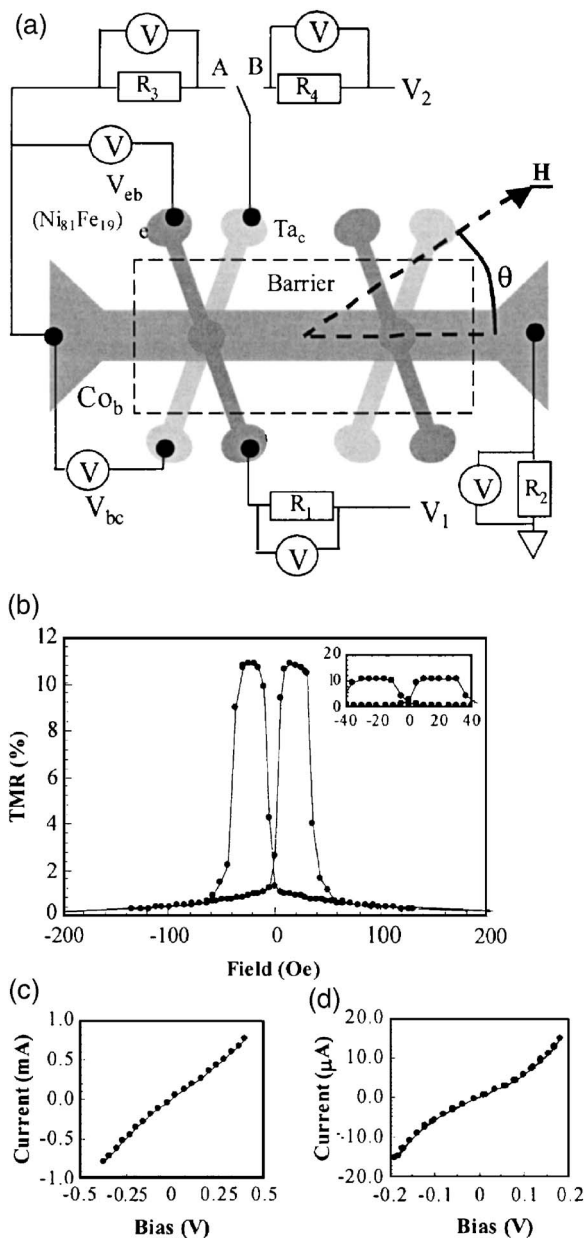 (a)
V
V
R3
A
B
R4
V2
V
Veb
(Ni81Fe19)
e
Tac
H
Barrier
θ
Cob
V
Vbc
R1
V1
V
V
R2
(b)
12
10
8
6
4
2
0
TMR (%)
20
10
0
-40 -20 0 20 40
-200 -100 0 100 200
Field (Oe)
(c)
1.0
0.5
0.0
-0.5
-1.0
Current (mA)
-0.5 -0.25 0 0.25 0.5
Bias (V)
(d)
20.0
10.0
0.0
-10.0
-20.0
Current (μA)
-0.2 -0.1 0 0.1 0.2
Bias (V)